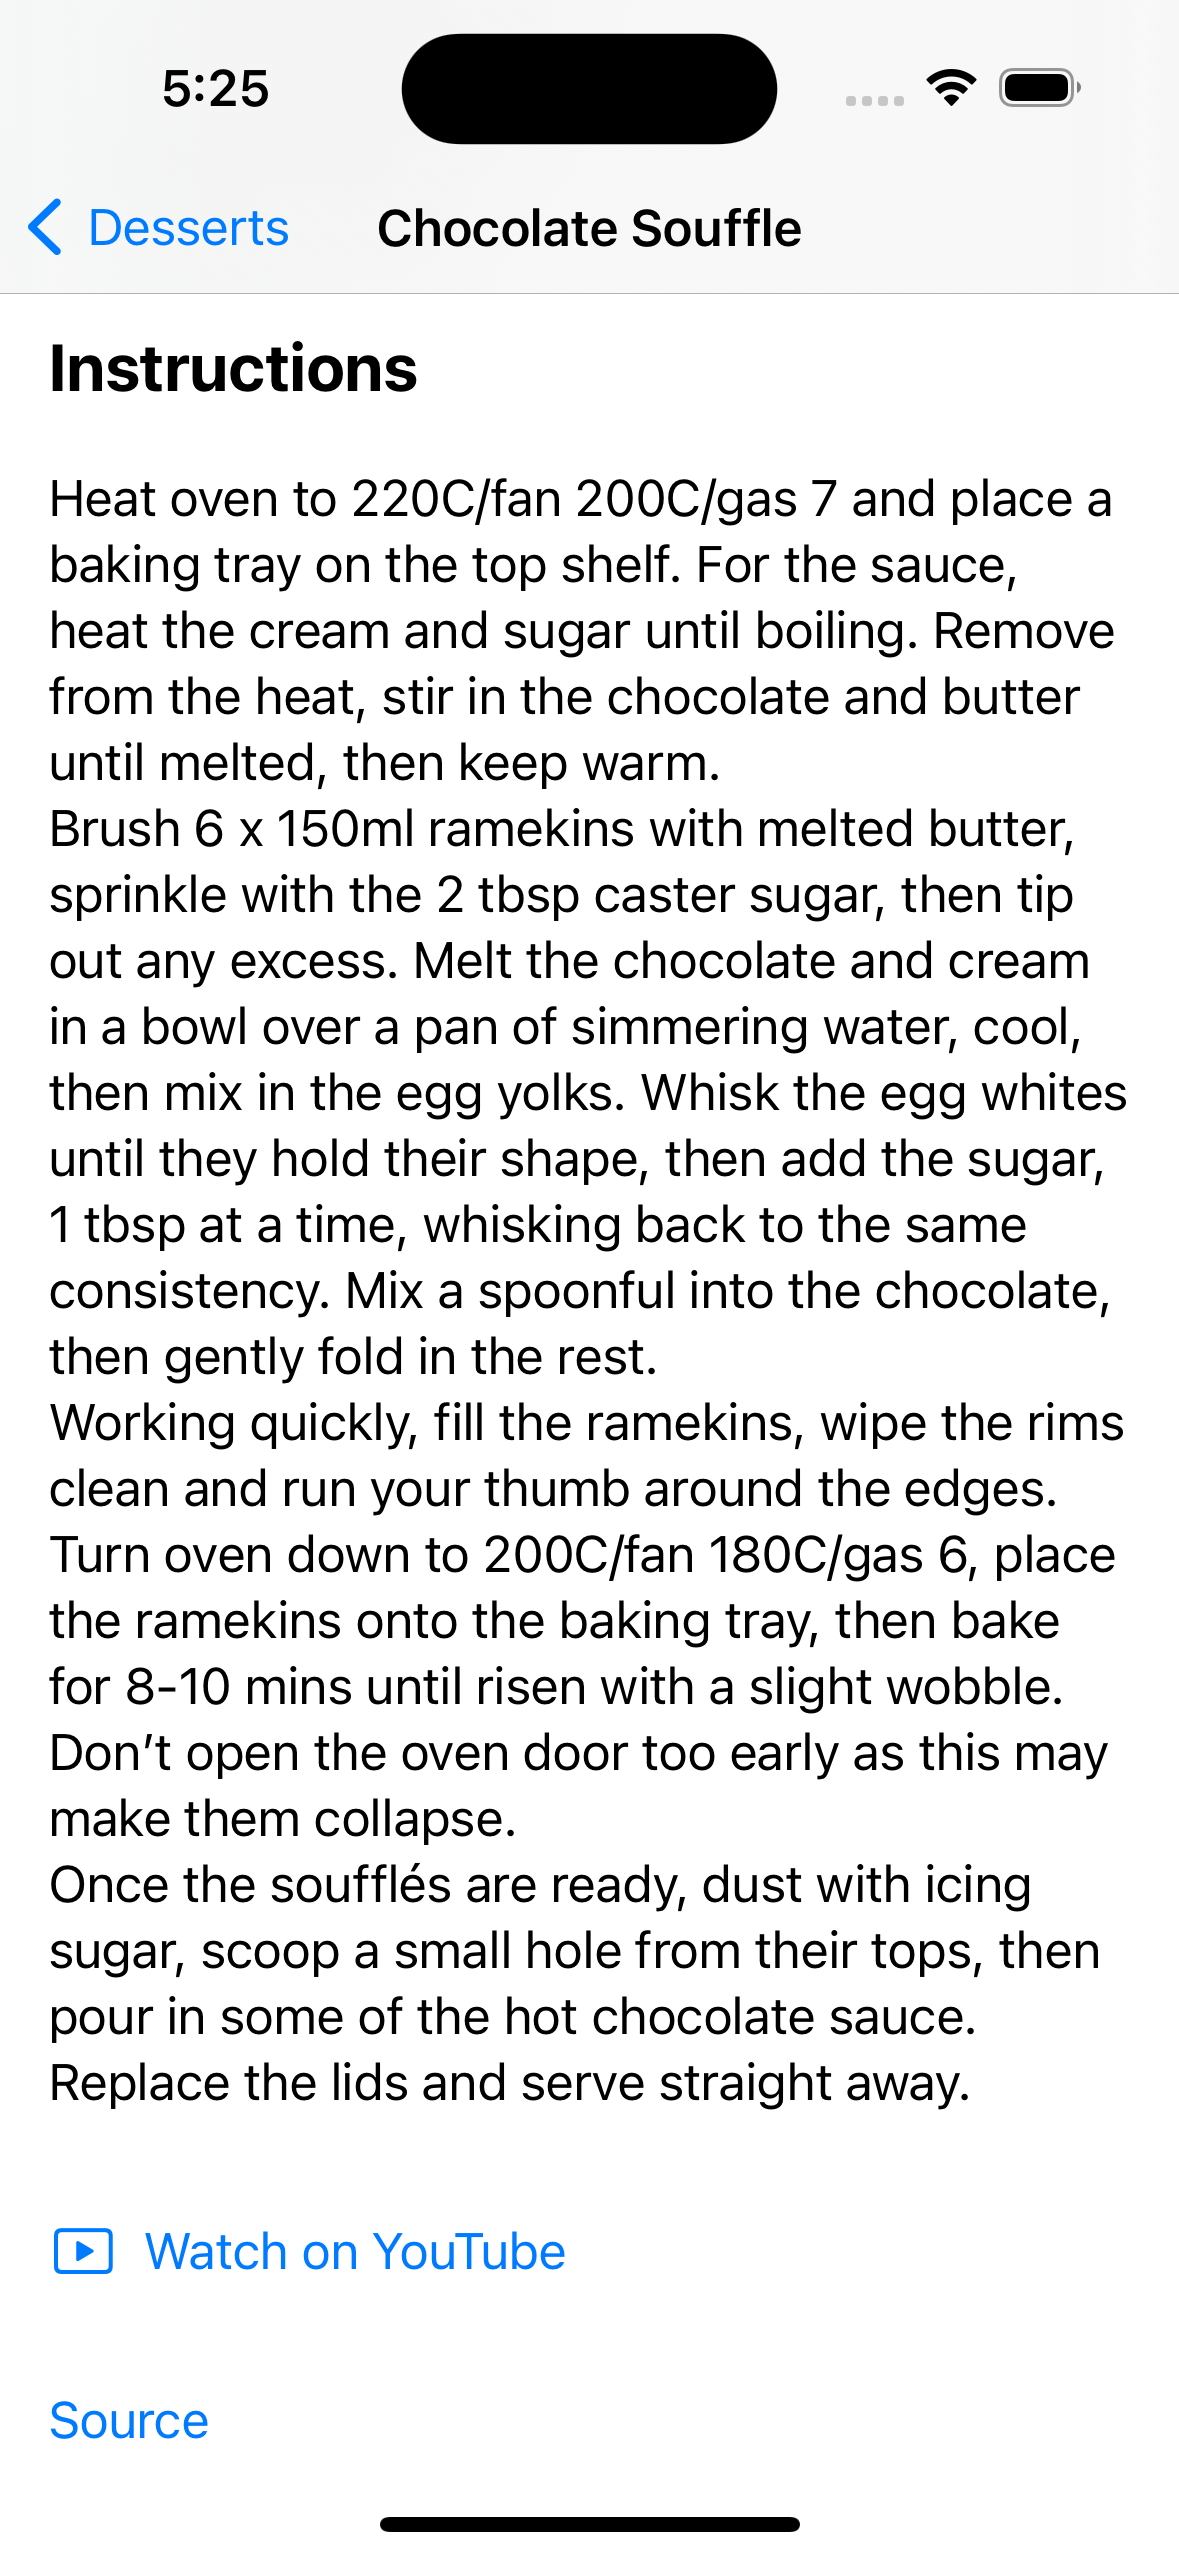 5:25
Desserts
Chocolate Souffle
Instructions
Heat oven to 220C/fan 200C/gas 7 and place a
baking tray on the top shelf. For the sauce,
heat the cream and sugar until boiling. Remove
from the heat, stir in the chocolate and butter
until melted, then keep warm.
Brush 6 x 150ml ramekins with melted butter,
sprinkle with the 2 tbsp caster sugar, then tip
out any excess. Melt the chocolate and cream
in a bowl over a pan of simmering water, cool,
then mix in the egg yolks. Whisk the egg whites
until they hold their shape, then add the sugar,
1 tbsp at a time, whisking back to the same
consistency. Mix a spoonful into the chocolate,
then gently fold in the rest.
Working quickly, fill the ramekins, wipe the rims
clean and run your thumb around the edges.
Turn oven down to 200C/fan 180C/gas 6, place
the ramekins onto the baking tray, then bake
for 8-10 mins until risen with a slight wobble.
Don’t open the oven door too early as this may
make them collapse.
Once the soufflés are ready, dust with icing
sugar, scoop a small hole from their tops, then
pour in some of the hot chocolate sauce.
Replace the lids and serve straight away.
Watch on YouTube
Source